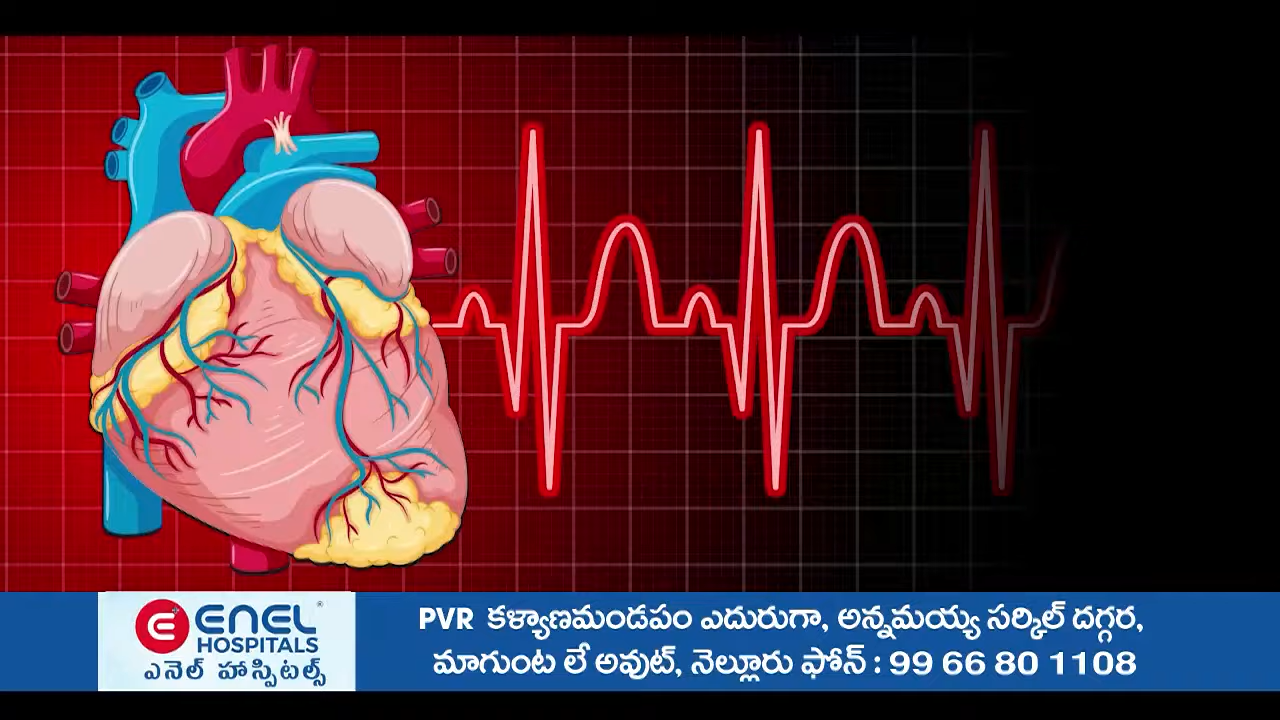 ENEL®
HOSPITALS
ఎనెల్ హాస్పిటల్స్
PVR కళ్యాణమండపం ఎదురుగా, అన్నమయ్య సర్కిల్ దగ్గర,
మాగుంట లే అవుట్, నెల్లూరు ఫోన్ : 99 66 80 1108